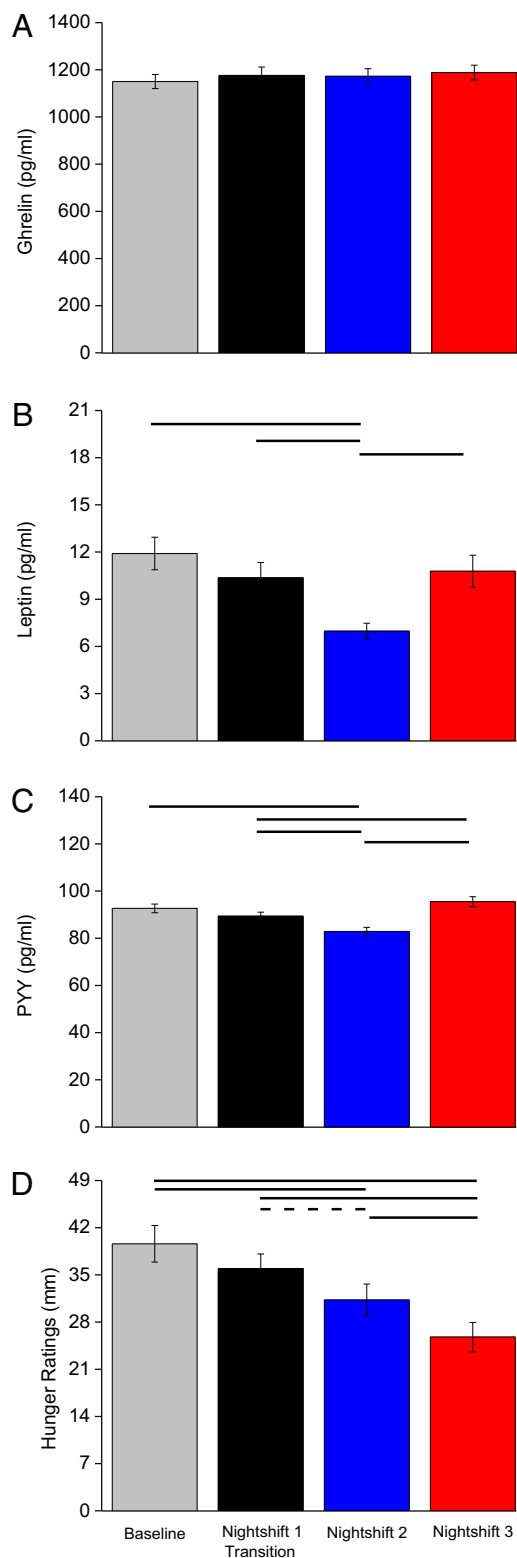 A
Ghrelin (pg/ml)
1400
1200
1000
800
600
400
200
0
B
Leptin (pg/ml)
21
18
15
12
9
6
3
0
C
PYY (pg/ml)
140
120
100
80
60
40
20
0
D
Hunger Ratings (mm)
49
42
35
28
21
14
7
0
Baseline
Nightshift 1
Transition
Nightshift 2
Nightshift 3